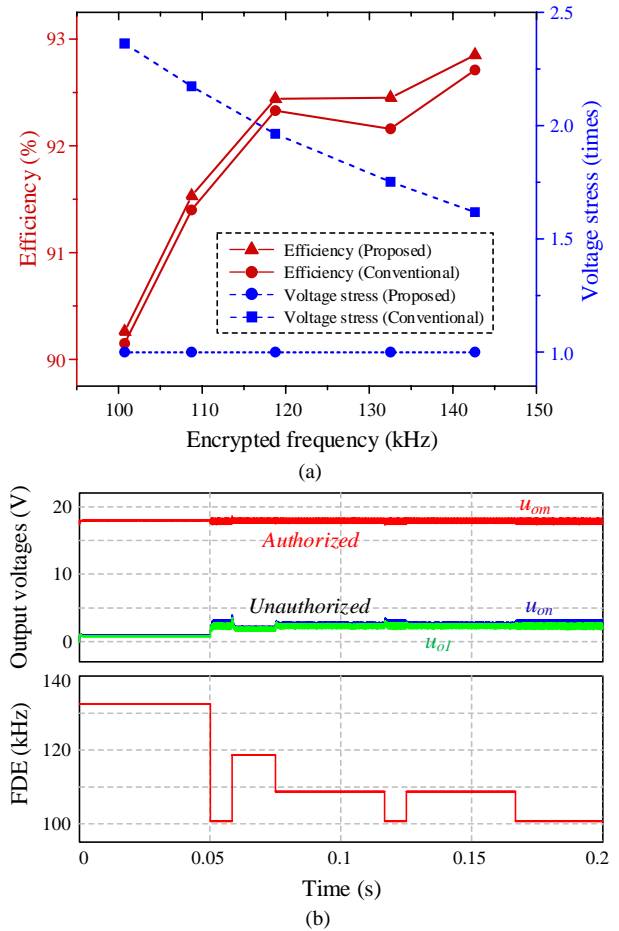 93
92
91
90
Efficiency (%)
2.5
2.0
1.5
1.0
Voltage stress (times)
Efficiency (Proposed)
Efficiency (Conventional)
Voltage stress (Proposed)
Voltage stress (Conventional)
100 110 120 130 140 150
Encrypted frequency (kHz)
(a)
Output voltages (V)
20
10
0
uom
Authorized
Unauthorized
uon
uo1
FDE (kHz)
140
120
100
0 0.05 0.1 0.15 0.2
Time (s)
(b)